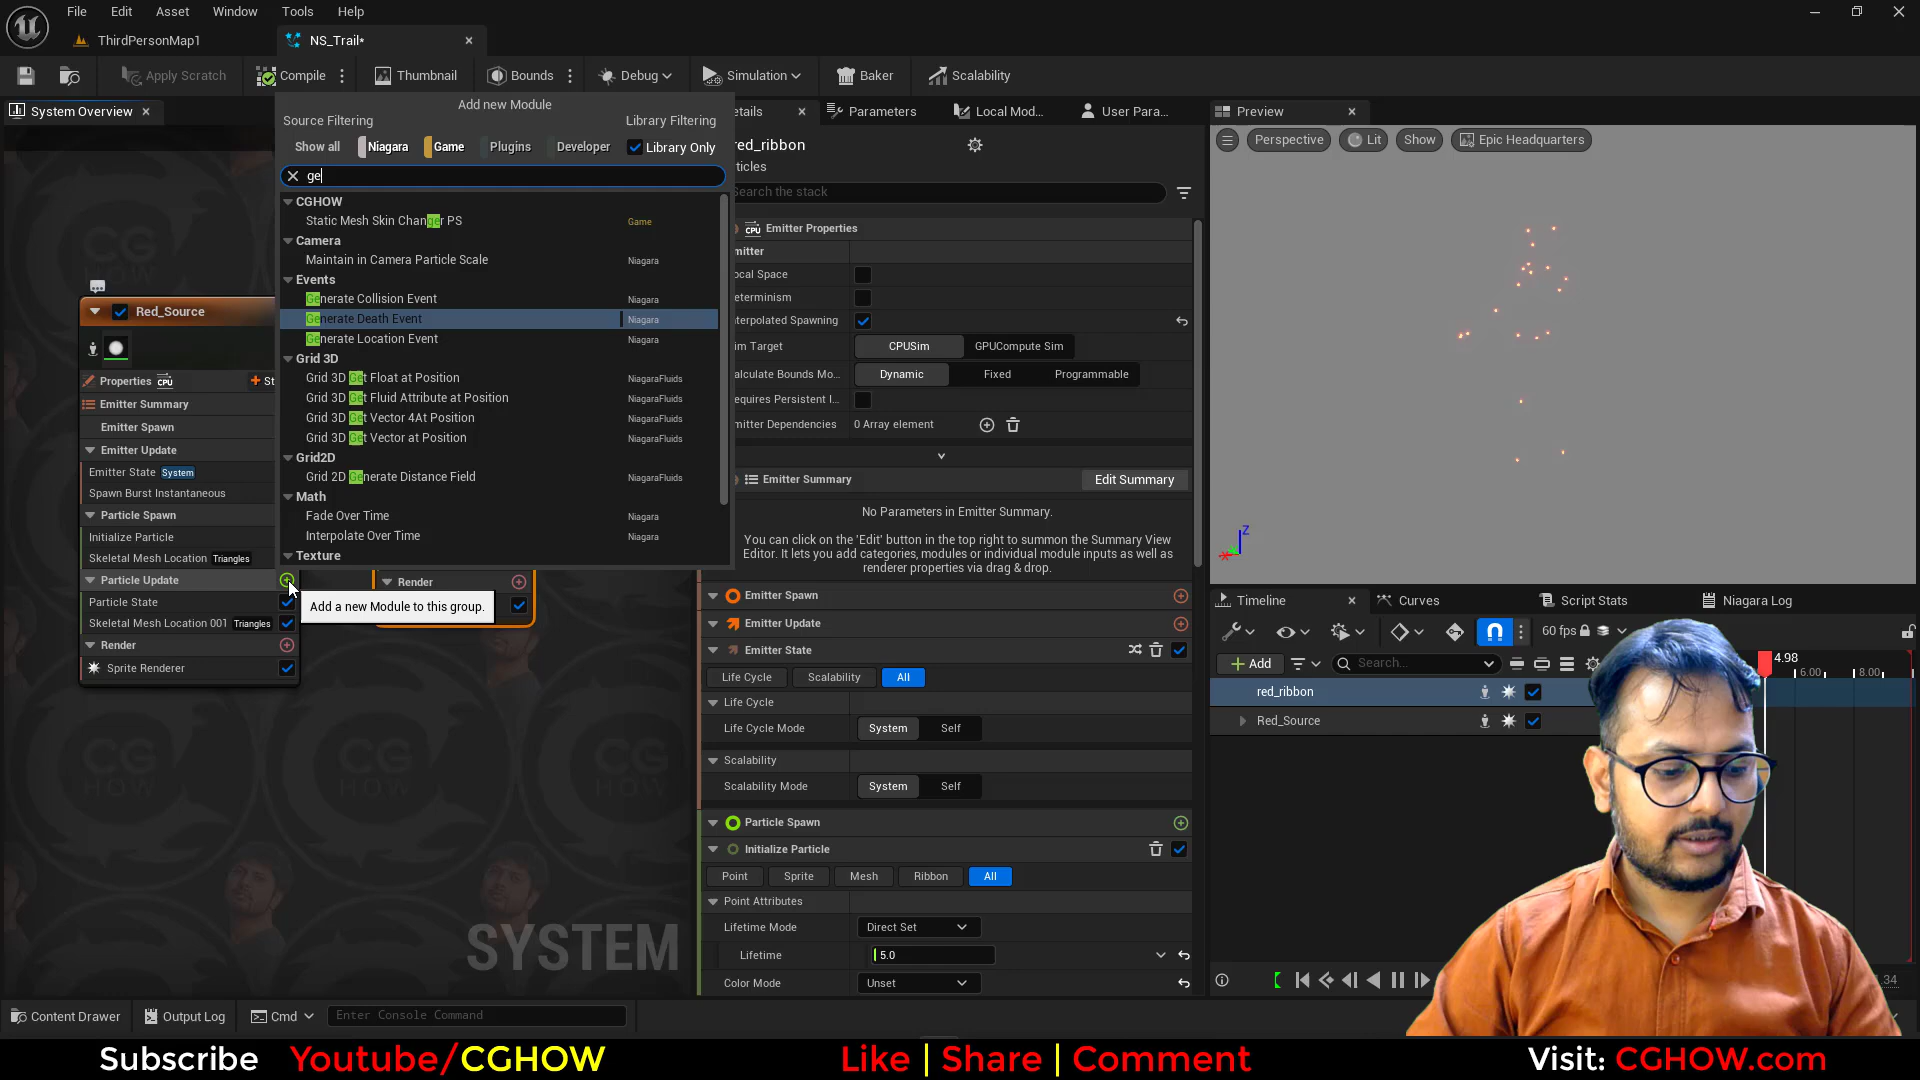 File Edit Asset Window Tools Help
ThirdPersonMap1 NS_Trail*
Apply Scratch Compile Thumbnail Bounds Debug Simulation Baker Scalability
System Overview
Add new Module
Source Filtering Library Filtering
Show all Niagara Game Plugins Developer Library Only
ge
CGHOW
Static Mesh Skin Changer PS Game
Camera
Maintain in Camera Particle Scale Niagara
Events
Generate Collision Event Niagara
Generate Death Event Niagara
Generate Location Event Niagara
Grid 3D
Grid 3D Get Float at Position NiagaraFluids
Grid 3D Get Fluid Attribute at Position NiagaraFluids
Grid 3D Get Vector 4At Position NiagaraFluids
Grid 3D Get Vector at Position NiagaraFluids
Grid2D
Grid 2D Generate Distance Field NiagaraFluids
Math
Fade Over Time Niagara
Interpolate Over Time Niagara
Texture
Red_Source
Properties CPU St
Emitter Summary
Emitter Spawn
Emitter Update
Emitter State System
Spawn Burst Instantaneous
Particle Spawn
Initialize Particle
Skeletal Mesh Location Triangles
Particle Update
Particle State
Skeletal Mesh Location 001 Triangles
Render
Sprite Renderer
Render
Add a new Module to this group.
CG
HOW
SYSTEM
etails Parameters Local Mod... User Para...
red_ribbon
ticles
Search the stack
CPU Emitter Properties
mitter
ocal Space
eterminism
nterpolated Spawning
im Target CPUSim GPUCompute Sim
alculate Bounds Mo... Dynamic Fixed Programmable
equires Persistent I...
mitter Dependencies 0 Array element
Emitter Summary Edit Summary
No Parameters in Emitter Summary.
You can click on the 'Edit' button in the top right to summon the Summary View
Editor. It lets you add categories, modules or individual module inputs as well as
renderer properties via drag & drop.
Emitter Spawn
Emitter Update
Emitter State
Life Cycle Scalability All
Life Cycle
Life Cycle Mode System Self
Scalability
Scalability Mode System Self
Particle Spawn
Initialize Particle
Point Sprite Mesh Ribbon All
Point Attributes
Lifetime Mode Direct Set
Lifetime 5.0
Color Mode Unset
Preview
Perspective Lit Show Epic Headquarters
Z
Timeline Curves Script Stats Niagara Log
60 fps
Add Search... 4.98 6.00 8.00
red_ribbon
Red_Source
.34
Content Drawer Output Log Cmd Enter Console Command
Subscribe Youtube/CGHOW Like | Share | Comment Visit: CGHOW.com